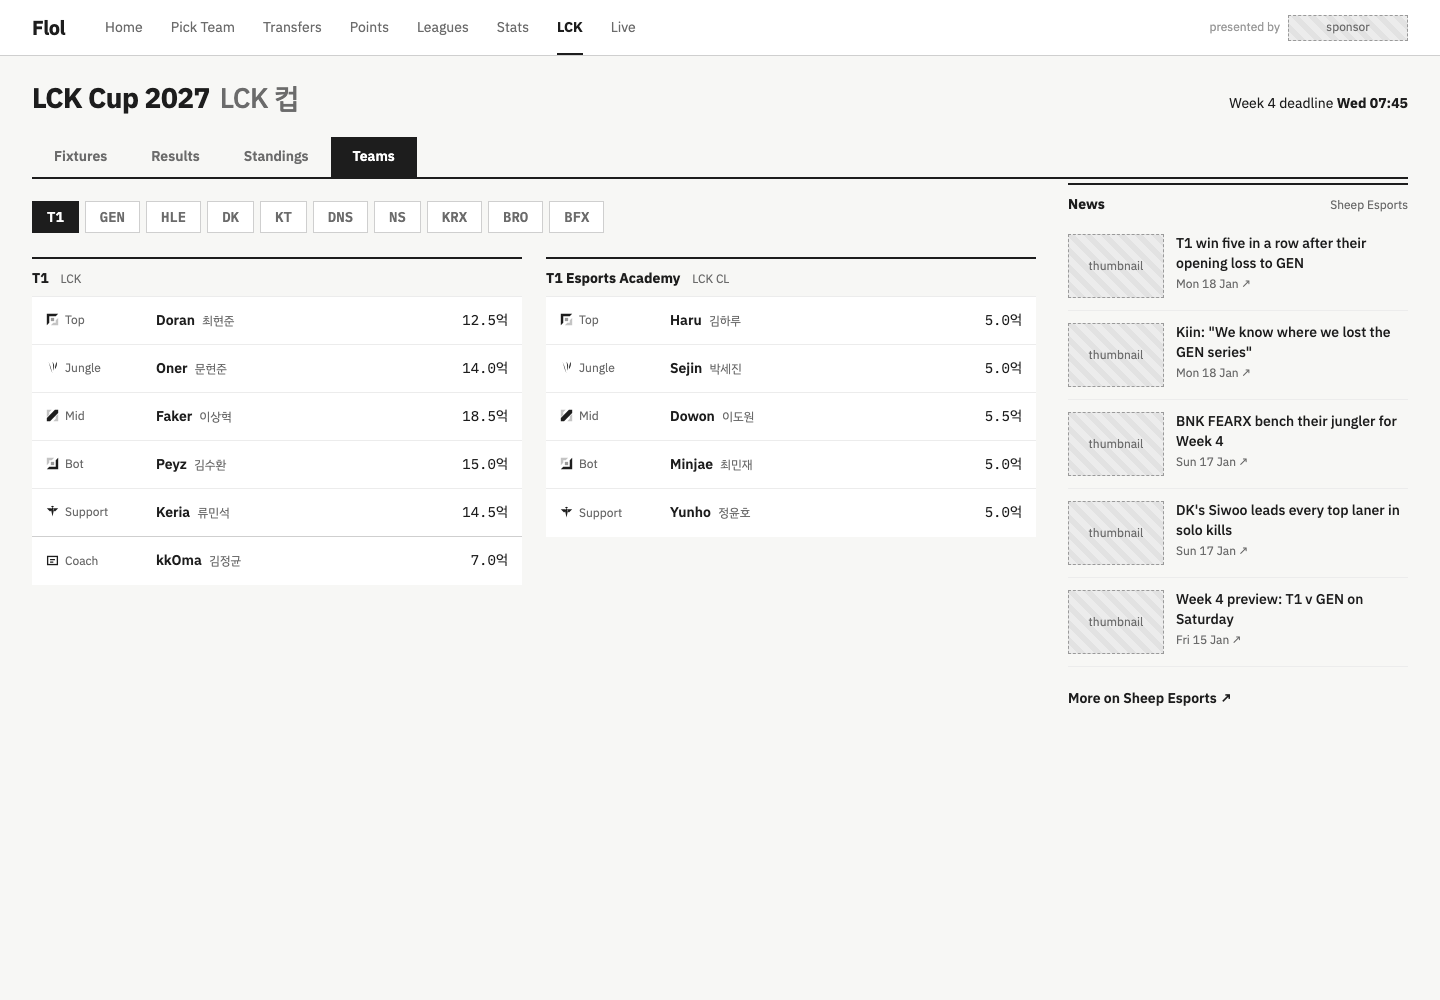 Flol Home Pick Team Transfers Points Leagues Stats LCK Live presented by sponsor
LCK Cup 2027 LCK 컵
Week 4 deadline Wed 07:45
Fixtures Results Standings Teams
T1 GEN HLE DK KT DNS NS KRX BRO BFX
T1 LCK
Top Doran 최현준 12.5억
Jungle Oner 문현준 14.0억
Mid Faker 이상혁 18.5억
Bot Peyz 김수환 15.0억
Support Keria 류민석 14.5억
Coach kkOma 김정균 7.0억
T1 Esports Academy LCK CL
Top Haru 김하루 5.0억
Jungle Sejin 박세진 5.0억
Mid Dowon 이도원 5.5억
Bot Minjae 최민재 5.0억
Support Yunho 정윤호 5.0억
News Sheep Esports
thumbnail
T1 win five in a row after their
opening loss to GEN
Mon 18 Jan ↗
thumbnail
Kiin: "We know where we lost the
GEN series"
Mon 18 Jan ↗
thumbnail
BNK FEARX bench their jungler for
Week 4
Sun 17 Jan ↗
thumbnail
DK's Siwoo leads every top laner in
solo kills
Sun 17 Jan ↗
thumbnail
Week 4 preview: T1 v GEN on
Saturday
Fri 15 Jan ↗
More on Sheep Esports ↗